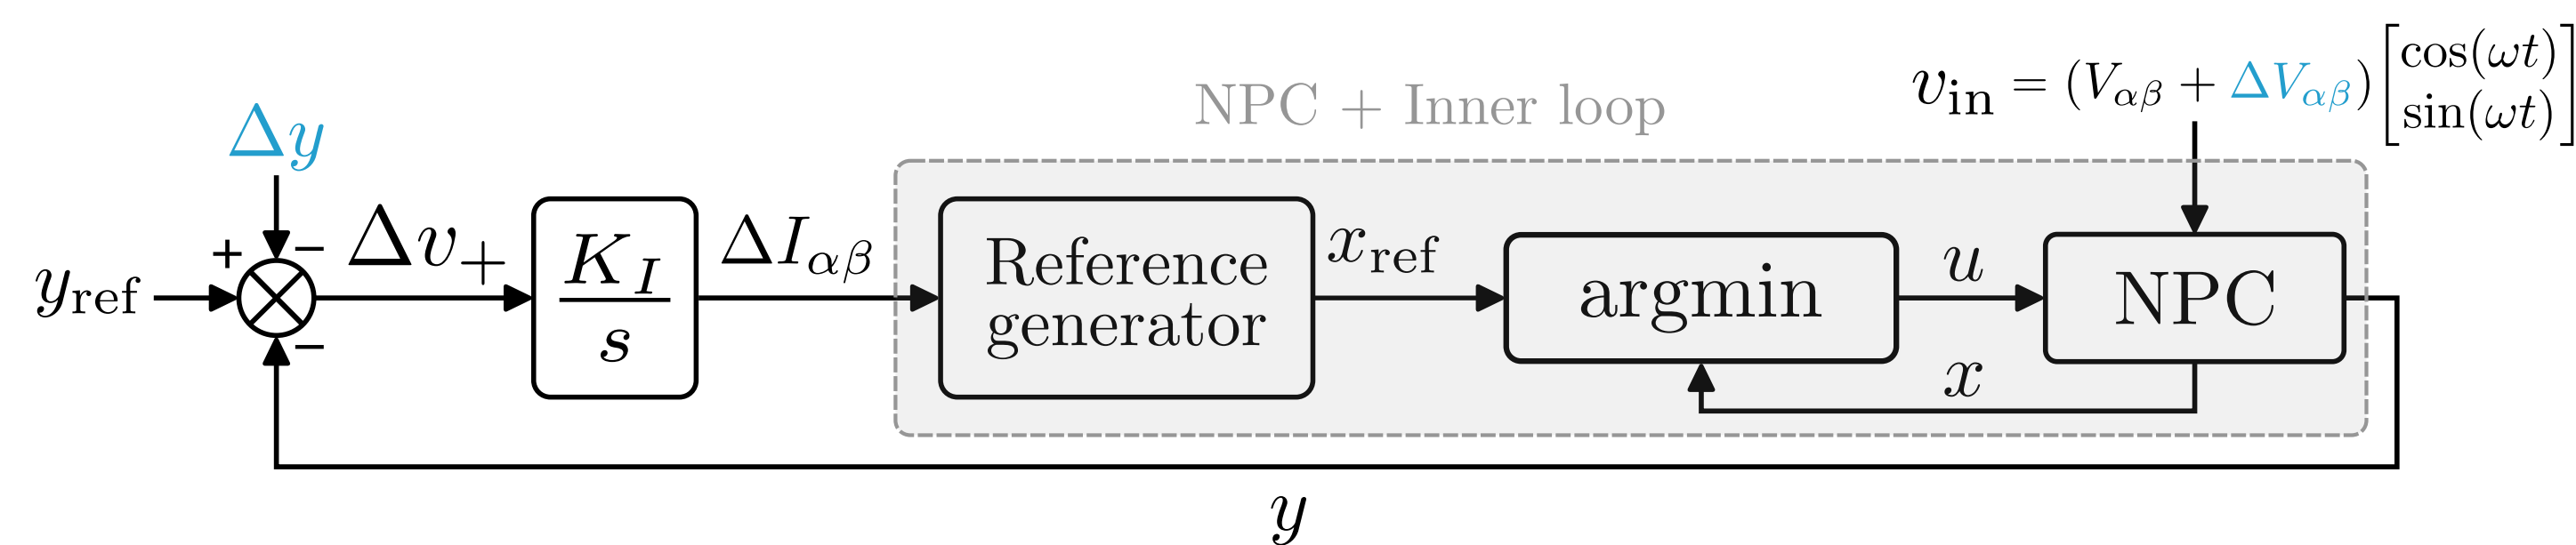 v_in = (V_αβ + ΔV_αβ) [cos(ωt)
sin(ωt)]
NPC + Inner loop
Δy
+ −
Δv_+
K_I
s
ΔI_αβ
Reference
generator
x_ref
argmin
u
NPC
y_ref
−
x
y